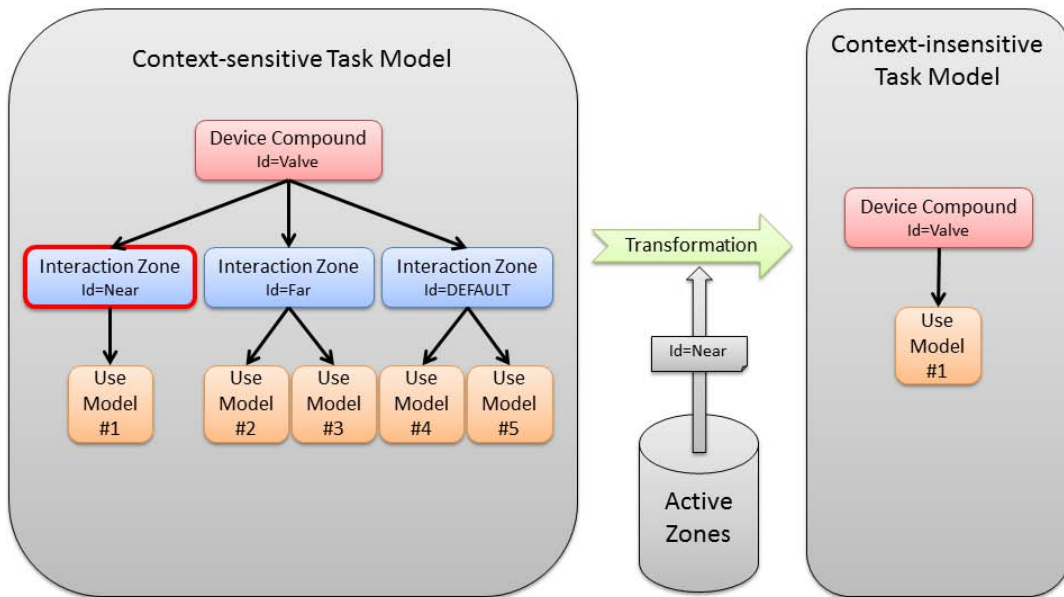 Context-sensitive Task Model
Device Compound
Id=Valve
Interaction Zone
Id=Near
Interaction Zone
Id=Far
Interaction Zone
Id=DEFAULT
Use
Model
#1
Use
Model
#2
Use
Model
#3
Use
Model
#4
Use
Model
#5
Transformation
Id=Near
Active
Zones
Context-insensitive
Task Model
Device Compound
Id=Valve
Use
Model
#1